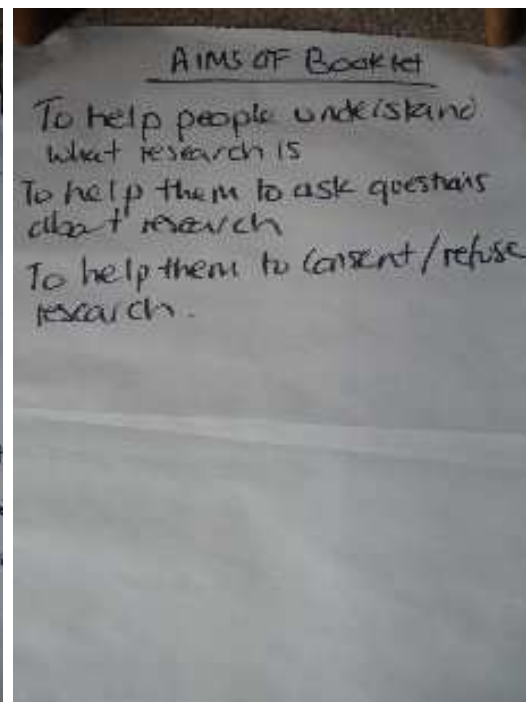 AIMS OF Booklet
To help people understand
what research is
To help them to ask questions
about research
To help them to consent/refuse
research.